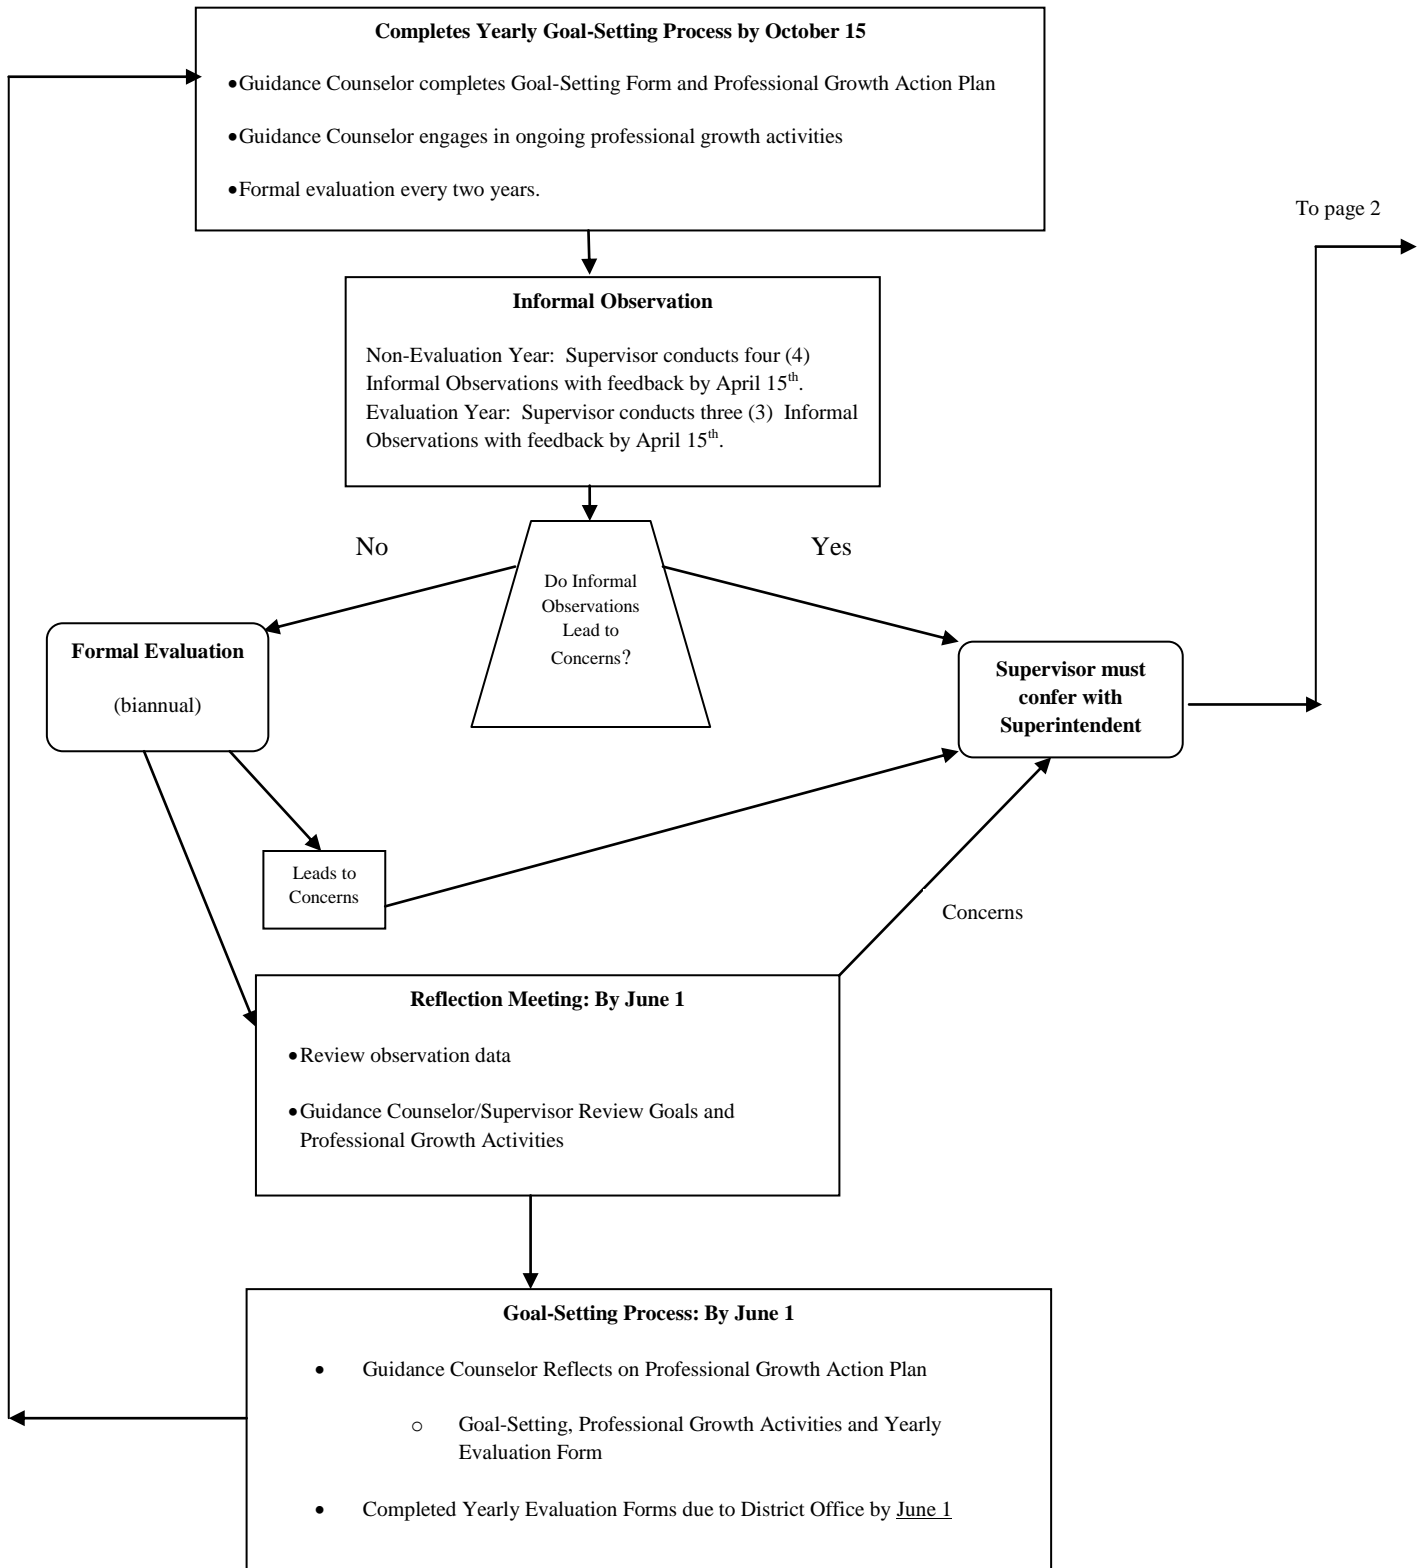 Completes Yearly Goal-Setting Process by October 15
•Guidance Counselor completes Goal-Setting Form and Professional Growth Action Plan
•Guidance Counselor engages in ongoing professional growth activities
•Formal evaluation every two years.
To page 2
Informal Observation
Non-Evaluation Year:  Supervisor conducts four (4)
Informal Observations with feedback by April 15th.
Evaluation Year:  Supervisor conducts three (3)  Informal
Observations with feedback by April 15th.
No
Yes
Do Informal
Observations
Lead to
Concerns?
Formal Evaluation
(biannual)
Supervisor must
confer with
Superintendent
Leads to
Concerns
Concerns
Reflection Meeting: By June 1
•Review observation data
•Guidance Counselor/Supervisor Review Goals and
Professional Growth Activities
Goal-Setting Process: By June 1
• Guidance Counselor Reflects on Professional Growth Action Plan
o Goal-Setting, Professional Growth Activities and Yearly
Evaluation Form
• Completed Yearly Evaluation Forms due to District Office by June 1